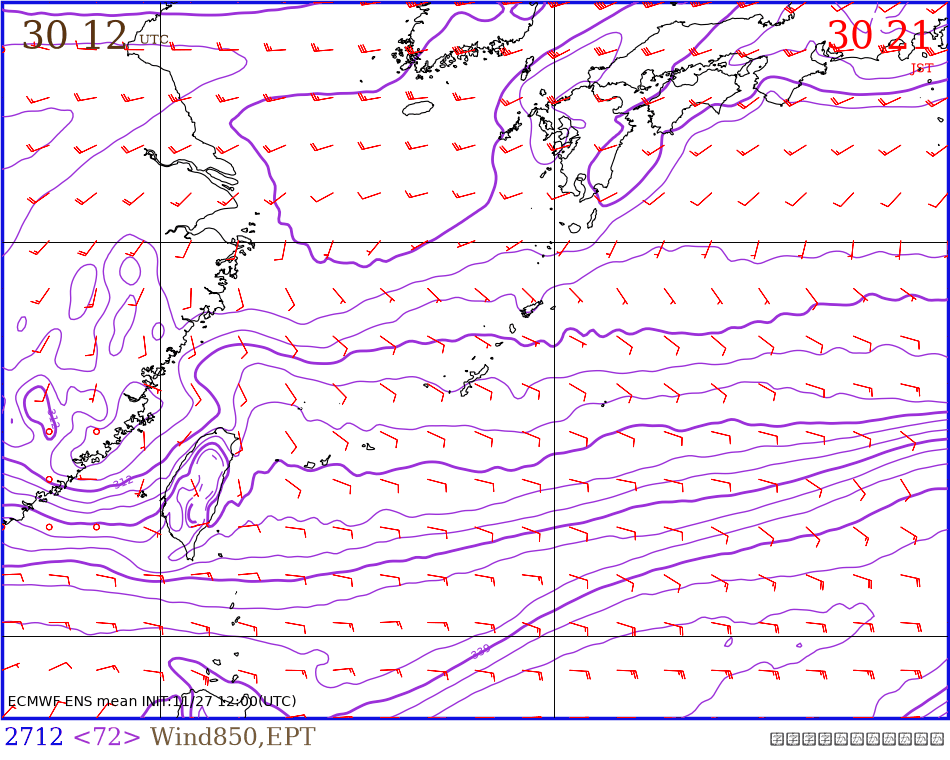 30 12 UTC
30 21
JST
312
312
330
ECMWF ENS mean INIT:11/27 12:00(UTC)
2712 <72> Wind850,EPT